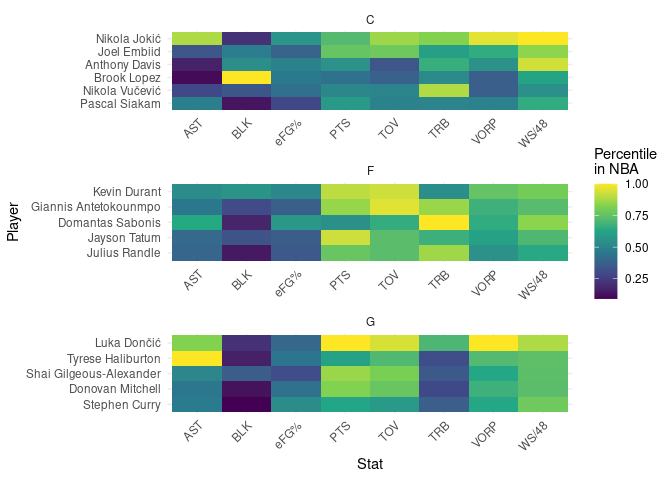 C
Nikola Jokić
Joel Embiid
Anthony Davis
Brook Lopez
Nikola Vučević
Pascal Siakam
AST BLK eFG% PTS TOV TRB VORP WS/48
F
Kevin Durant
Giannis Antetokounmpo
Domantas Sabonis
Jayson Tatum
Julius Randle
AST BLK eFG% PTS TOV TRB VORP WS/48
G
Luka Dončić
Tyrese Haliburton
Shai Gilgeous-Alexander
Donovan Mitchell
Stephen Curry
AST BLK eFG% PTS TOV TRB VORP WS/48
Stat
Player
Percentile
in NBA
1.00
0.75
0.50
0.25